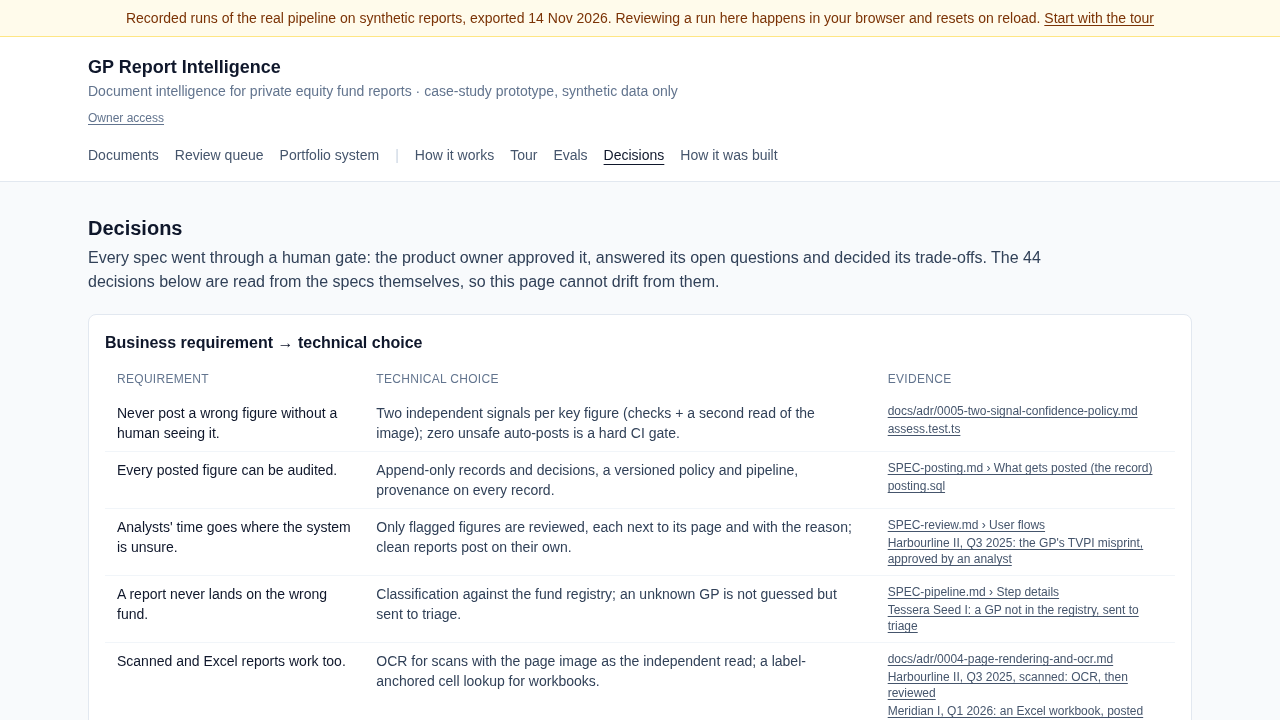 Recorded runs of the real pipeline on synthetic reports, exported 14 Nov 2026. Reviewing a run here happens in your browser and resets on reload. Start with the tour
GP Report Intelligence
Document intelligence for private equity fund reports · case-study prototype, synthetic data only
Owner access
Documents Review queue Portfolio system | How it works Tour Evals Decisions How it was built
Decisions
Every spec went through a human gate: the product owner approved it, answered its open questions and decided its trade-offs. The 44
decisions below are read from the specs themselves, so this page cannot drift from them.
Business requirement → technical choice
REQUIREMENT TECHNICAL CHOICE EVIDENCE
Never post a wrong figure without a
human seeing it.
Two independent signals per key figure (checks + a second read of the
image); zero unsafe auto-posts is a hard CI gate.
docs/adr/0005-two-signal-confidence-policy.md
assess.test.ts
Every posted figure can be audited.
Append-only records and decisions, a versioned policy and pipeline,
provenance on every record.
SPEC-posting.md › What gets posted (the record)
posting.sql
Analysts' time goes where the system
is unsure.
Only flagged figures are reviewed, each next to its page and with the reason;
clean reports post on their own.
SPEC-review.md › User flows
Harbourline II, Q3 2025: the GP's TVPI misprint,
approved by an analyst
A report never lands on the wrong
fund.
Classification against the fund registry; an unknown GP is not guessed but
sent to triage.
SPEC-pipeline.md › Step details
Tessera Seed I: a GP not in the registry, sent to
triage
Scanned and Excel reports work too.
OCR for scans with the page image as the independent read; a label-
anchored cell lookup for workbooks.
docs/adr/0004-page-rendering-and-ocr.md
Harbourline II, Q3 2025, scanned: OCR, then
reviewed
Meridian I, Q1 2026: an Excel workbook, posted